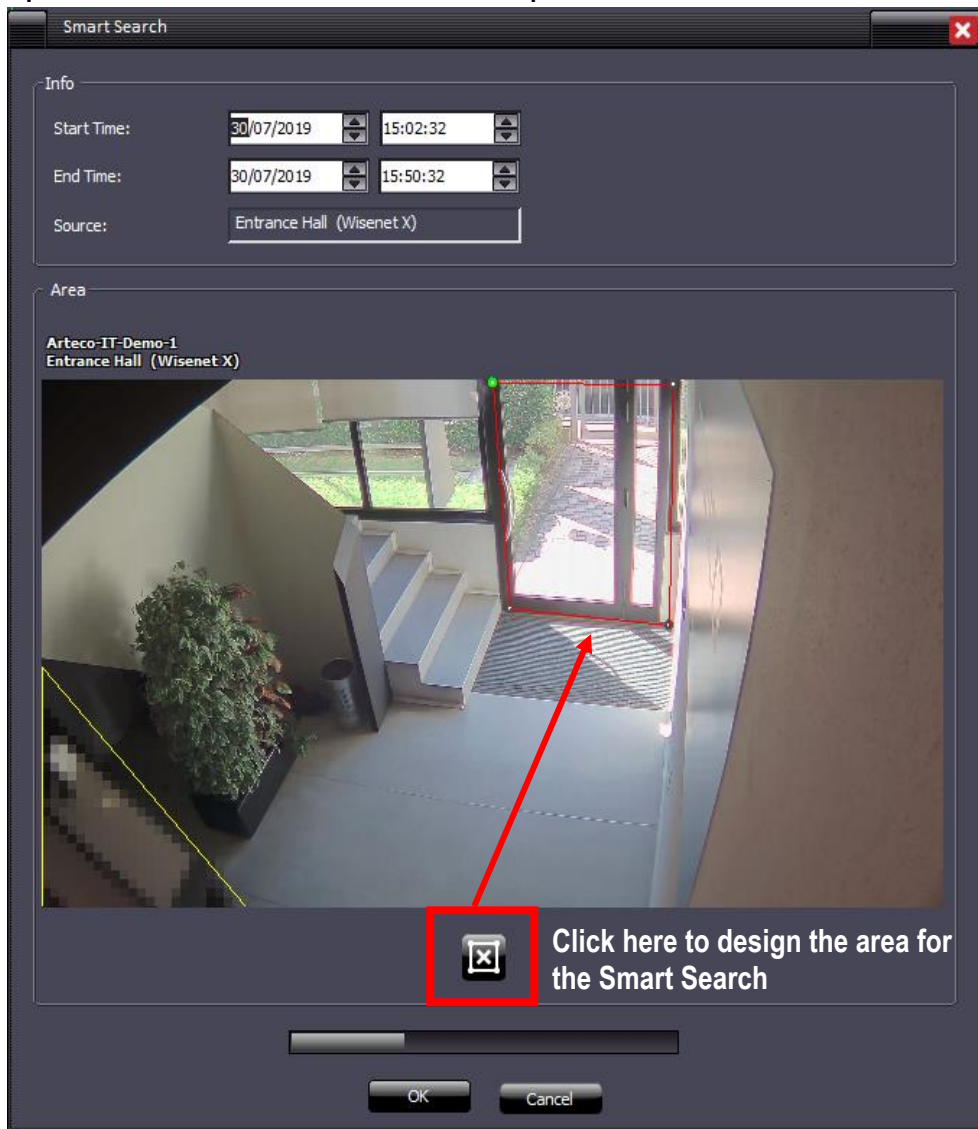 Smart Search
Info
Start Time: 30/07/2019 15:02:32
End Time: 30/07/2019 15:50:32
Source: Entrance Hall (Wisenet X)
Area
Arteco-IT-Demo-1
Entrance Hall (Wisenet X)
Click here to design the area for
the Smart Search
OK Cancel